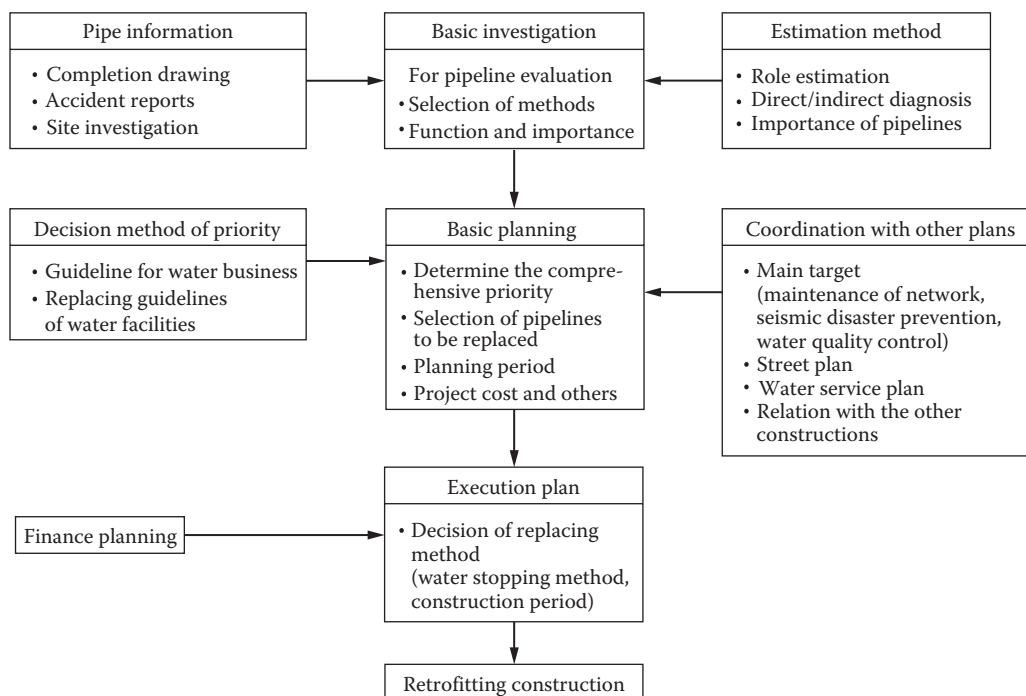 Pipe information
• Completion drawing
• Accident reports
• Site investigation
Basic investigation
For pipeline evaluation
• Selection of methods
• Function and importance
Estimation method
• Role estimation
• Direct/indirect diagnosis
• Importance of pipelines
Decision method of priority
• Guideline for water business
• Replacing guidelines
of water facilities
Basic planning
• Determine the compre-
hensive priority
• Selection of pipelines
to be replaced
• Planning period
• Project cost and others
Coordination with other plans
• Main target
(maintenance of network,
seismic disaster prevention,
water quality control)
• Street plan
• Water service plan
• Relation with the other
constructions
Finance planning
Execution plan
• Decision of replacing
method
(water stopping method,
construction period)
Retrofitting construction